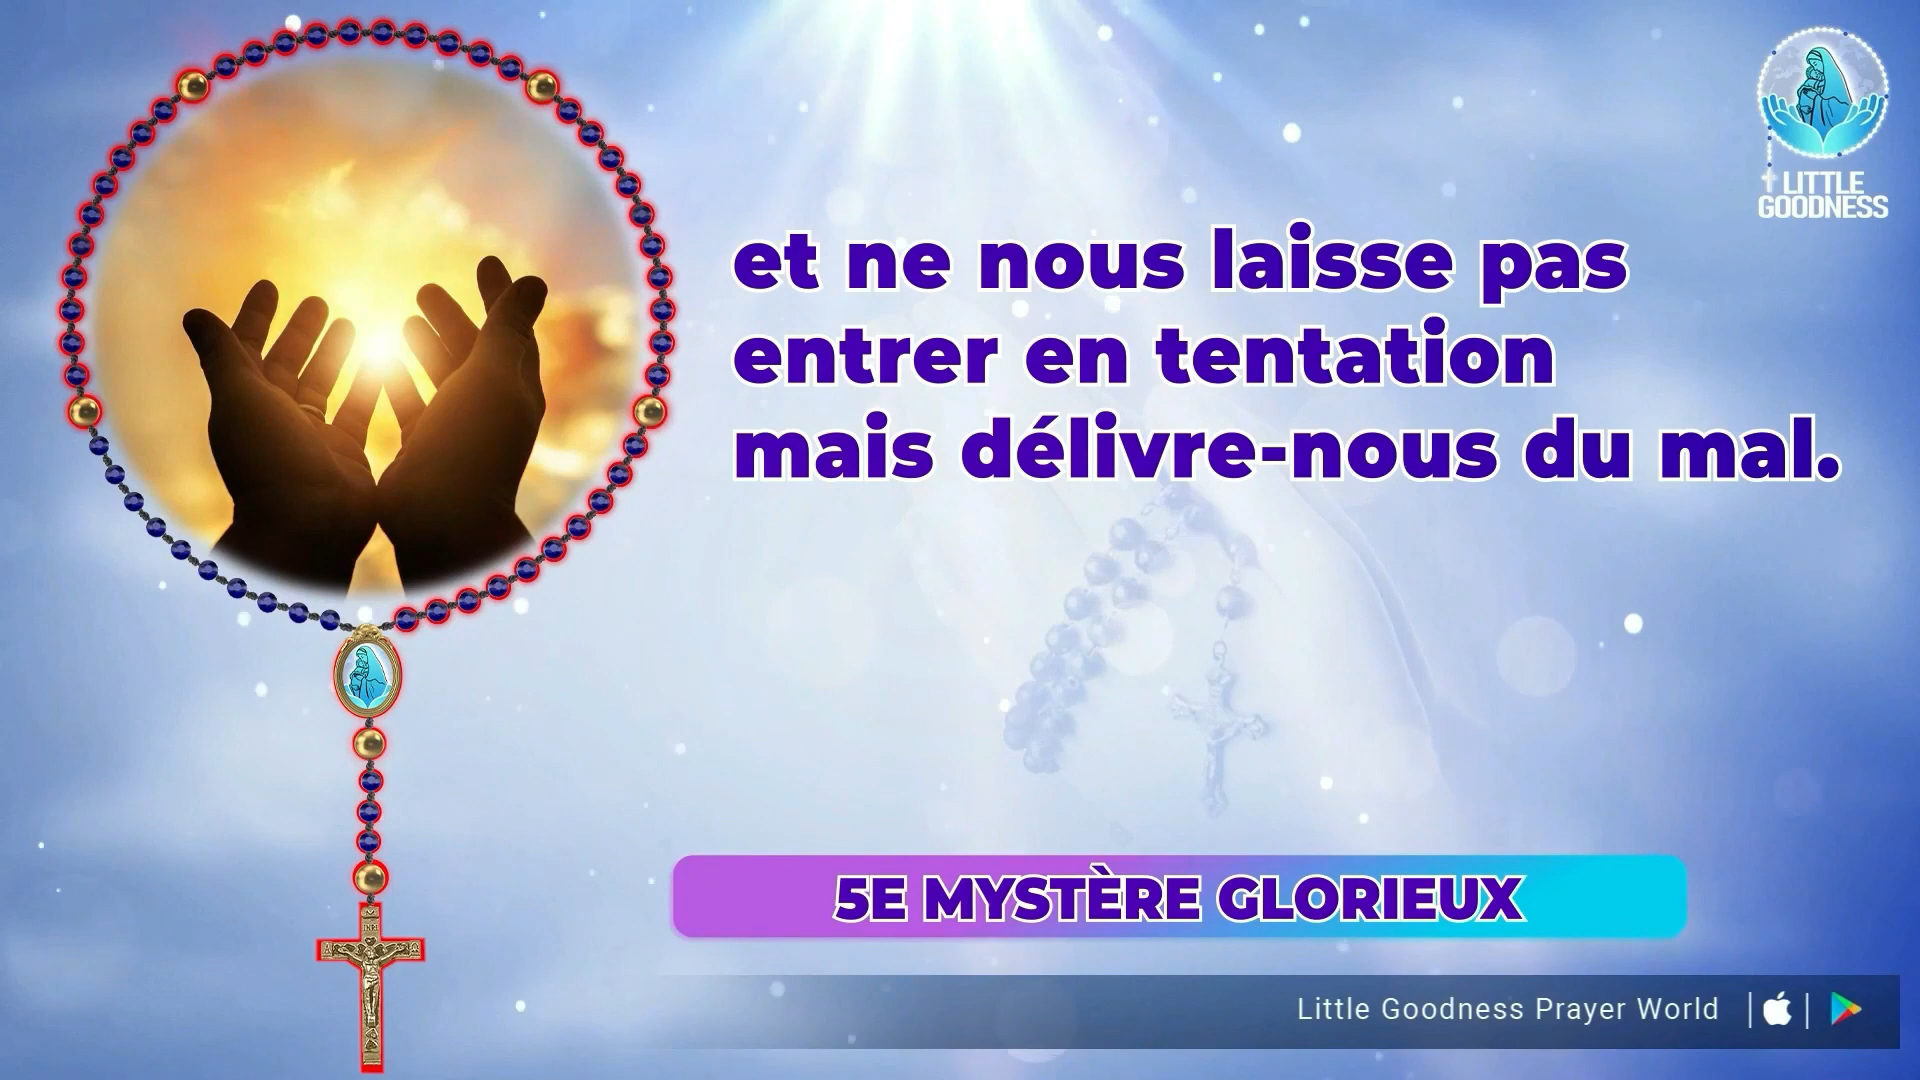 LITTLE
GOODNESS
et ne nous laisse pas
entrer en tentation
mais délivre-nous du mal.
5E MYSTÈRE GLORIEUX
INRI
Little Goodness Prayer World